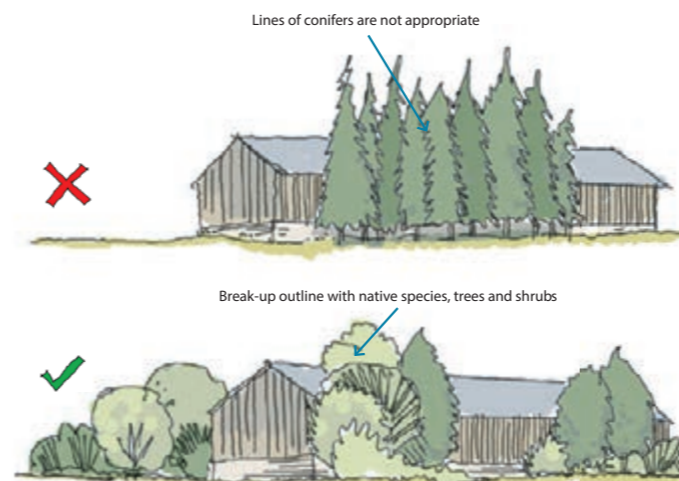 Lines of conifers are not appropriate
Break-up outline with native species, trees and shrubs